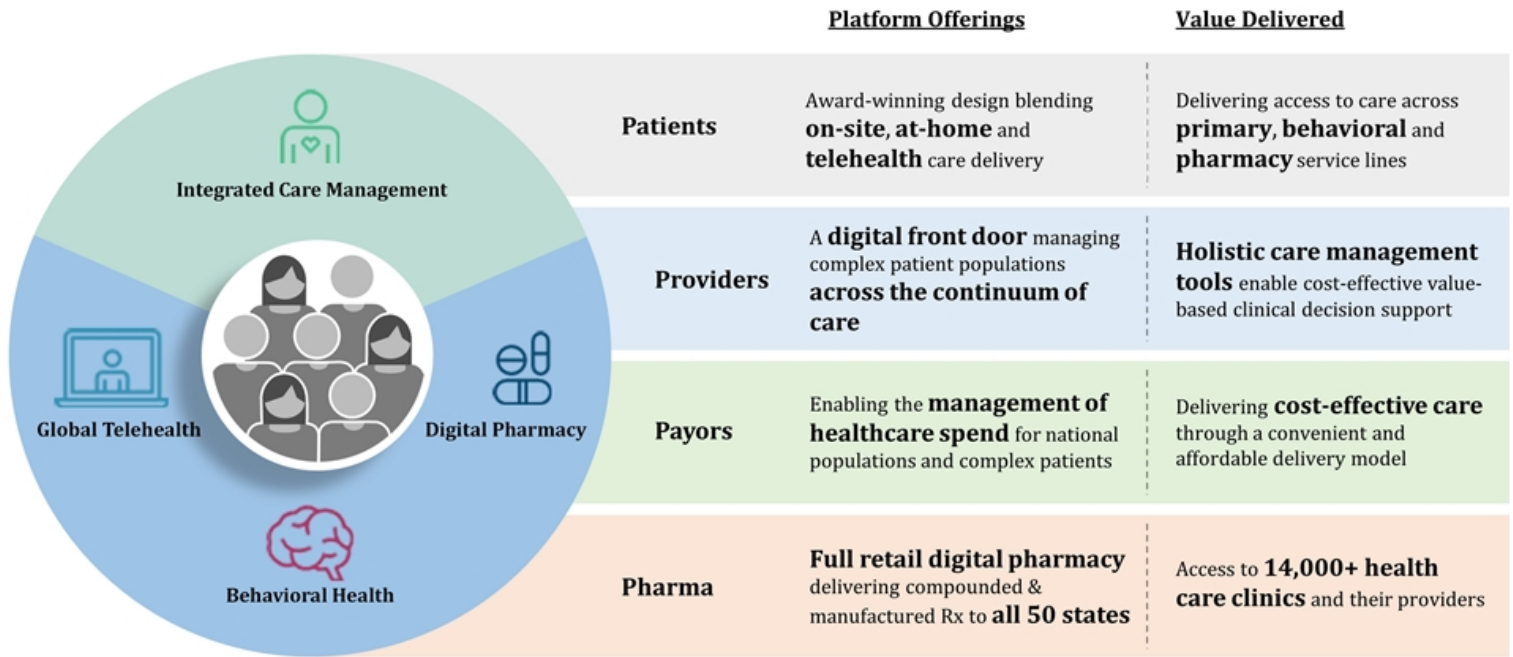 Platform Offerings
Value Delivered
Integrated Care Management
Global Telehealth
Digital Pharmacy
Behavioral Health
Patients
Award-winning design blending
on-site, at-home and
telehealth care delivery
Delivering access to care across
primary, behavioral and
pharmacy service lines
Providers
A digital front door managing
complex patient populations
across the continuum of
care
Holistic care management
tools enable cost-effective value-
based clinical decision support
Payors
Enabling the management of
healthcare spend for national
populations and complex patients
Delivering cost-effective care
through a convenient and
affordable delivery model
Pharma
Full retail digital pharmacy
delivering compounded &
manufactured Rx to all 50 states
Access to 14,000+ health
care clinics and their providers